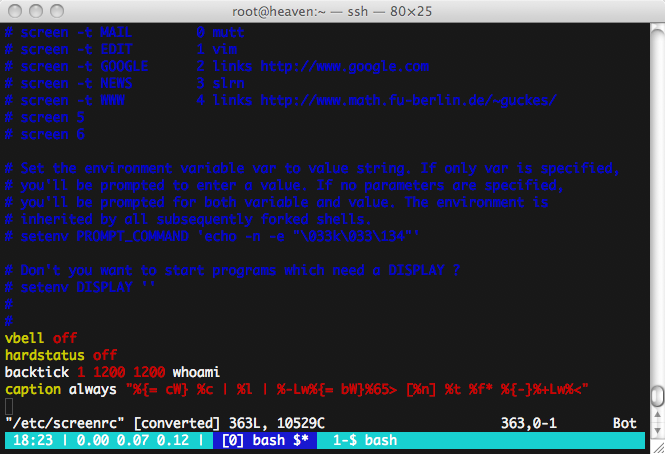 root@heaven:~ — ssh — 80×25
# screen -t MAIL 0 mutt
# screen -t EDIT 1 vim
# screen -t GOOGLE 2 links http://www.google.com
# screen -t NEWS 3 slrn
# screen -t WWW 4 links http://www.math.fu-berlin.de/~guckes/
# screen 5
# screen 6
# Set the environment variable var to value string. If only var is specified,
# you'll be prompted to enter a value. If no parameters are specified,
# you'll be prompted for both variable and value. The environment is
# inherited by all subsequently forked shells.
# setenv PROMPT_COMMAND 'echo -n -e "\033k\033\134"'
# Don't you want to start programs which need a DISPLAY ?
# setenv DISPLAY ''
#
#
vbell off
hardstatus off
backtick 1 1200 1200 whoami
caption always "%{= cW} %c | %l | %-Lw%{= bW}%65> [%n] %t %f* %{-}%+Lw%<"
"/etc/screenrc" [converted] 363L, 10529C 363,0-1 Bot
18:23 | 0.00 0.07 0.12 | [0] bash $* 1-$ bash